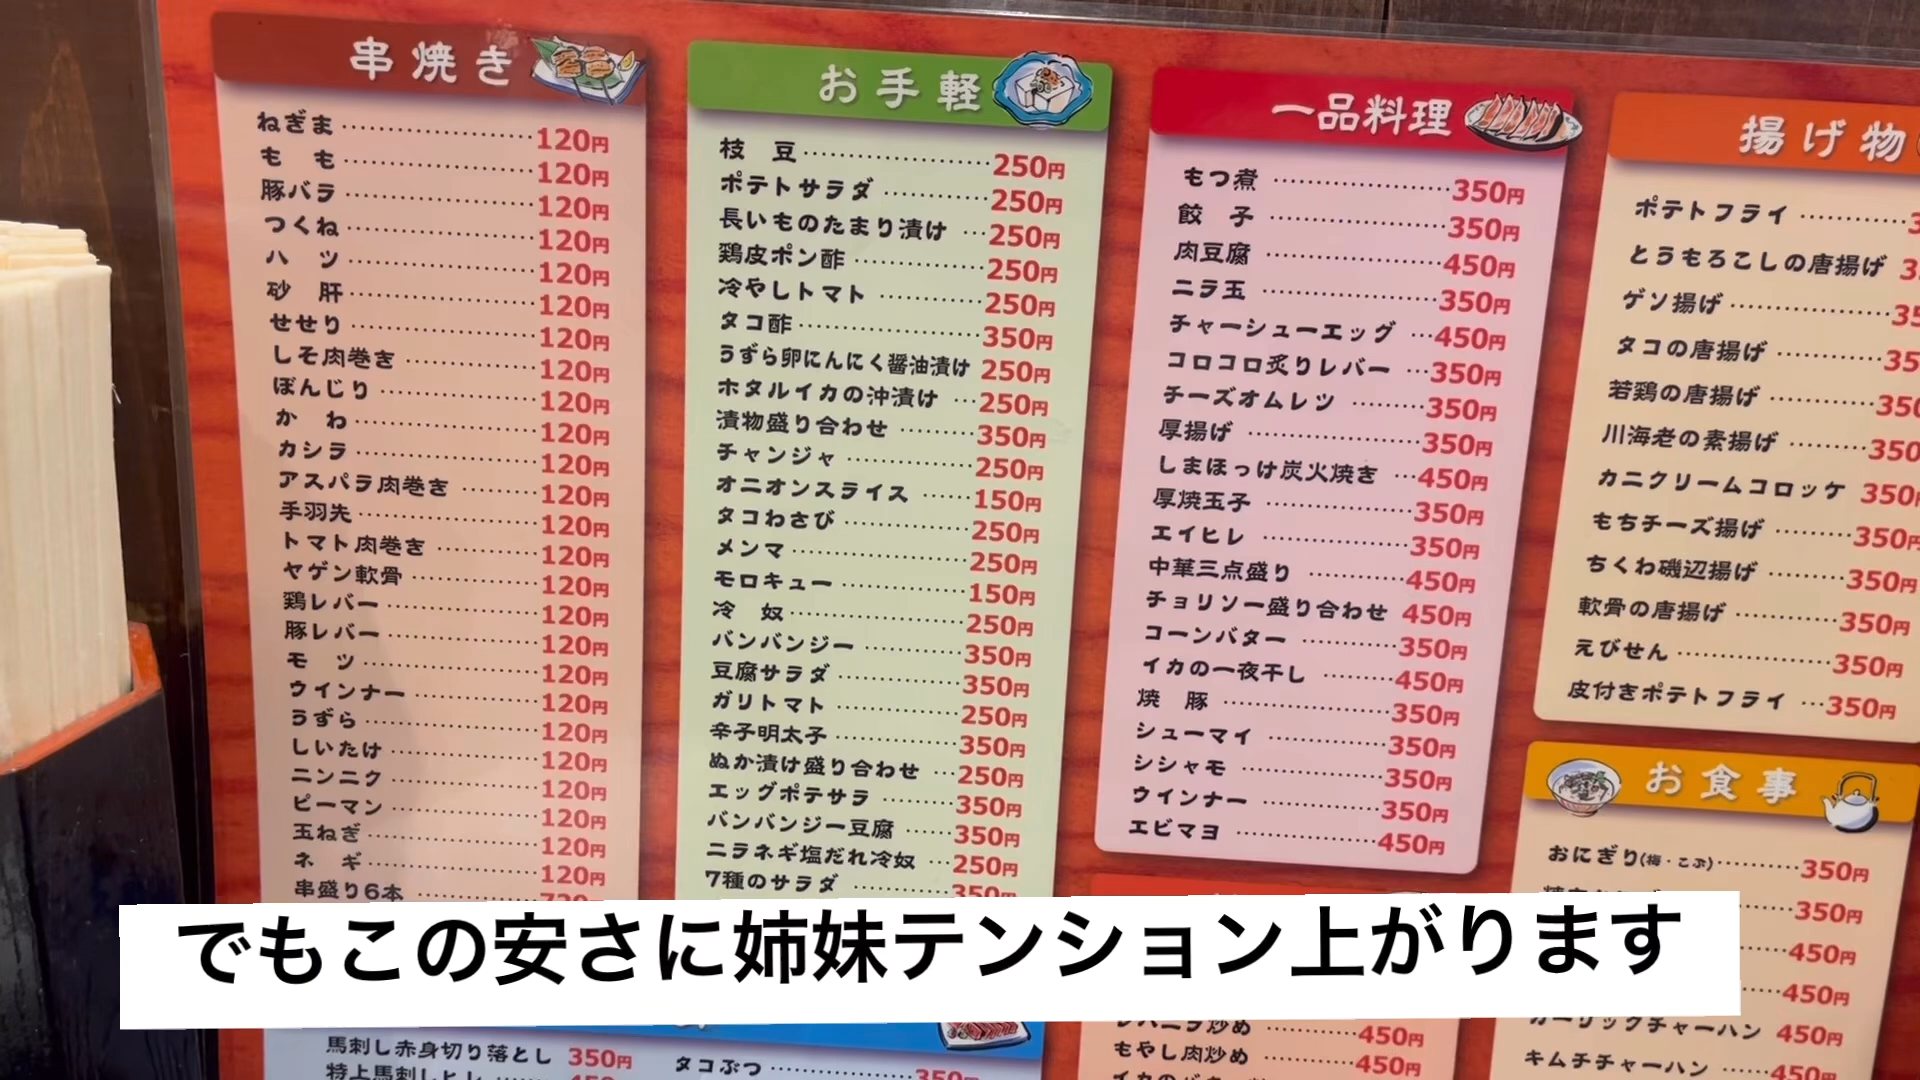 串焼き
ねぎま 120円
もも 120円
豚バラ 120円
つくね 120円
ハツ 120円
砂肝 120円
せせり 120円
しそ肉巻き 120円
ぼんじり 120円
かわ 120円
カシラ 120円
アスパラ肉巻き 120円
手羽先 120円
トマト肉巻き 120円
ヤゲン軟骨 120円
鶏レバー 120円
豚レバー 120円
モツ 120円
ウインナー 120円
うずら 120円
しいたけ 120円
ニンニク 120円
ピーマン 120円
玉ねぎ 120円
ネギ 120円
串盛り6本
お手軽
枝豆 250円
ポテトサラダ 250円
長いものたまり漬け 250円
鶏皮ポン酢 250円
冷やしトマト 250円
タコ酢 350円
うずら卵にんにく醤油漬け 250円
ホタルイカの沖漬け 250円
漬物盛り合わせ 350円
チャンジャ 250円
オニオンスライス 150円
タコわさび 250円
メンマ 250円
モロキュー 150円
冷奴 250円
バンバンジー 350円
豆腐サラダ 350円
ガリトマト 250円
辛子明太子 350円
ぬか漬け盛り合わせ 250円
エッグポテサラ 350円
バンバンジー豆腐 350円
ニラネギ塩だれ冷奴 250円
7種のサラダ 350円
一品料理
もつ煮 350円
餃子 350円
肉豆腐 450円
ニラ玉 350円
チャーシューエッグ 450円
コロコロ炙りレバー 350円
チーズオムレツ 350円
厚揚げ 350円
しまほっけ炭火焼き 450円
厚焼玉子 350円
エイヒレ 350円
中華三点盛り 450円
チョリソー盛り合わせ 450円
コーンバター 350円
イカの一夜干し 450円
焼豚 350円
シューマイ 350円
シシャモ 350円
ウインナー 350円
エビマヨ 450円
揚げ物
ポテトフライ 3
とうもろこしの唐揚げ 3
ゲソ揚げ 35
タコの唐揚げ 35
若鶏の唐揚げ 350
川海老の素揚げ 350
カニクリームコロッケ 350
もちチーズ揚げ 350円
ちくわ磯辺揚げ 350円
軟骨の唐揚げ 350円
えびせん 350円
皮付きポテトフライ 350円
お食事
おにぎり(梅・こぶ) 350円
350円
450円
450円
ガーリックチャーハン 450円
キムチチャーハン 450円
でもこの安さに姉妹テンション上がります
馬刺し赤身切り落とし 350円
タコぶつ 350円
レバニラ炒め 450円
もやし肉炒め 450円